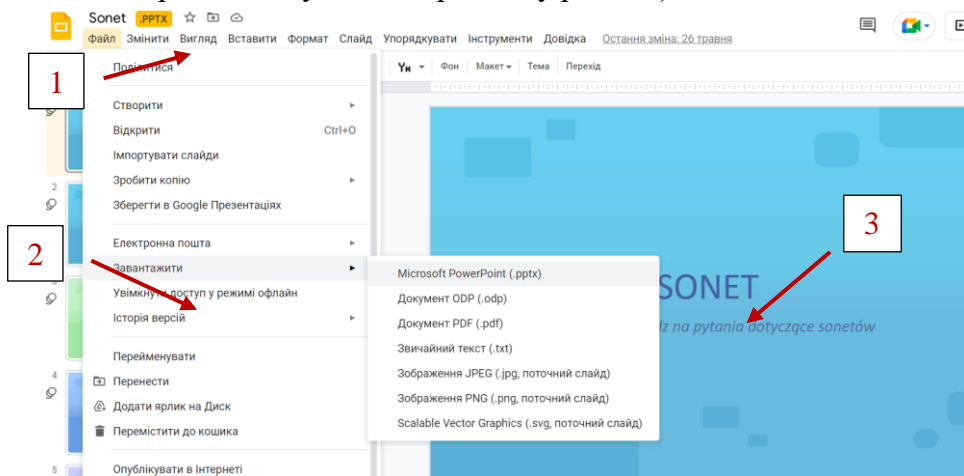 Sonet .PPTX
Файл Змінити Вигляд Вставити Формат Слайд Упорядкувати Інструменти Довідка Остання зміна: 26 травня
1
Поділитися
Фон Макет Тема Перехід
Створити
Відкрити Ctrl+O
Імпортувати слайди
Зробити копію
Зберегти в Google Презентаціях
2
3
Електронна пошта
2
Завантажити
Microsoft PowerPoint (.pptx)
SONET
Увімкнути доступ у режимі офлайн
Документ ODP (.odp)
Історія версій
Документ PDF (.pdf)
na pytania dotyczące sonetów
Звичайний текст (.txt)
Перейменувати
Зображення JPEG (.jpg, поточний слайд)
4
Перенести
Зображення PNG (.png, поточний слайд)
Додати ярлик на Диск
Scalable Vector Graphics (.svg, поточний слайд)
Перемістити до кошика
5
Опублікувати в Інтернеті